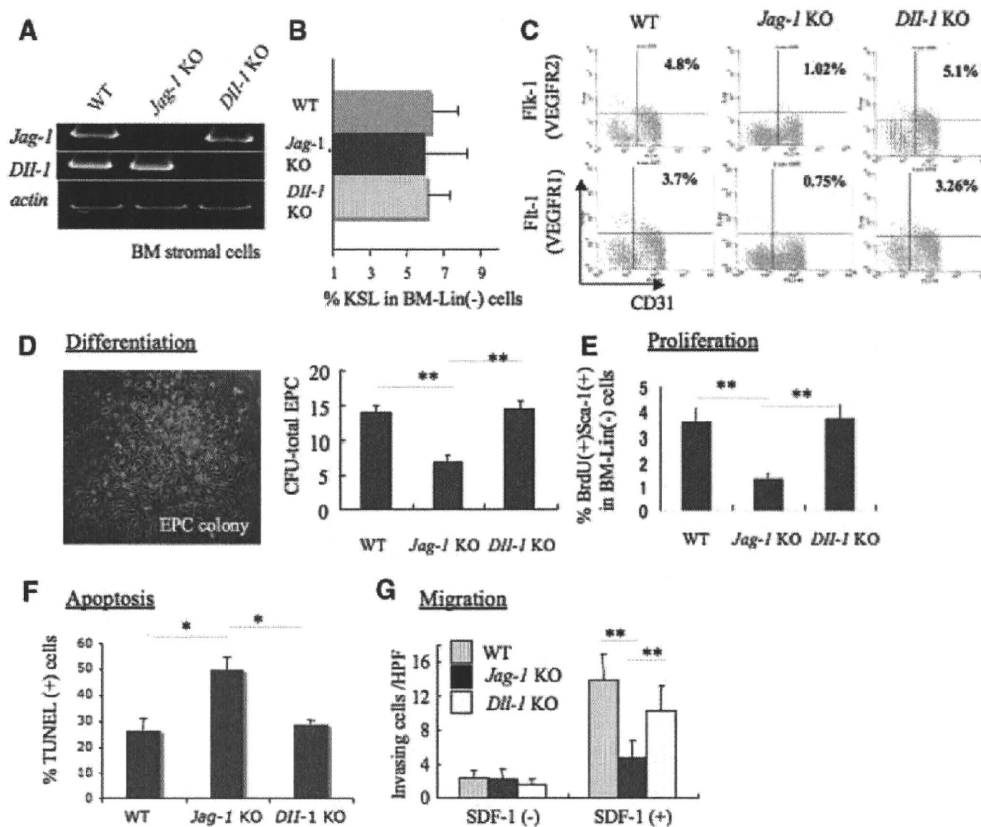 A
WT
Jag-1 KO
Dll-1 KO
Jag-1
Dll-1
actin
BM stromal cells
B
WT
Jag-1
KO
Dll-1
KO
1 3 5 7 9
% KSL in BM-Lin(-) cells
C
WT
Jag-1 KO
Dll-1 KO
Flk-1
(VEGFR2)
4.8%
1.02%
5.1%
Flt-1
(VEGFR1)
3.7%
0.75%
3.26%
CD31
D
Differentiation
EPC colony
CFU-total EPC
20
15
10
5
0
**
**
WT
Jag-1 KO
Dll-1 KO
E
Proliferation
% BrdU(+)Sca-1(+)
in BM-Lin(-) cells
5
4
3
2
1
0
**
**
WT
Jag-1 KO
Dll-1 KO
F
Apoptosis
% TUNEL (+) cells
60
50
40
30
20
10
0
*
*
WT
Jag-1 KO
Dll-1 KO
G
Migration
Invasing cells /HPF
16
12
8
4
0
WT
Jag-1 KO
Dll-1 KO
**
**
SDF-1 (-)
SDF-1 (+)